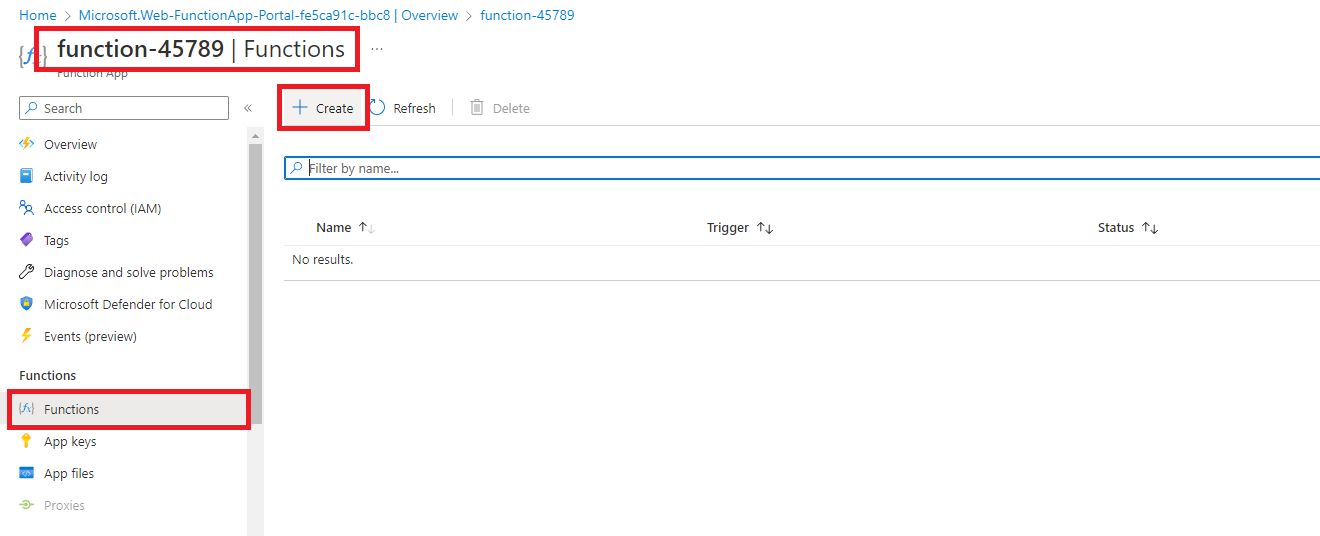 Home > Microsoft.Web-FunctionApp-Portal-fe5ca91c-bbc8 | Overview > function-45789
function-45789 | Functions ...
Function App
Search «
+ Create Refresh Delete
Filter by name...
Name ↑↓ Trigger ↑↓ Status ↑↓
No results.
Overview
Activity log
Access control (IAM)
Tags
Diagnose and solve problems
Microsoft Defender for Cloud
Events (preview)
Functions
Functions
App keys
App files
Proxies